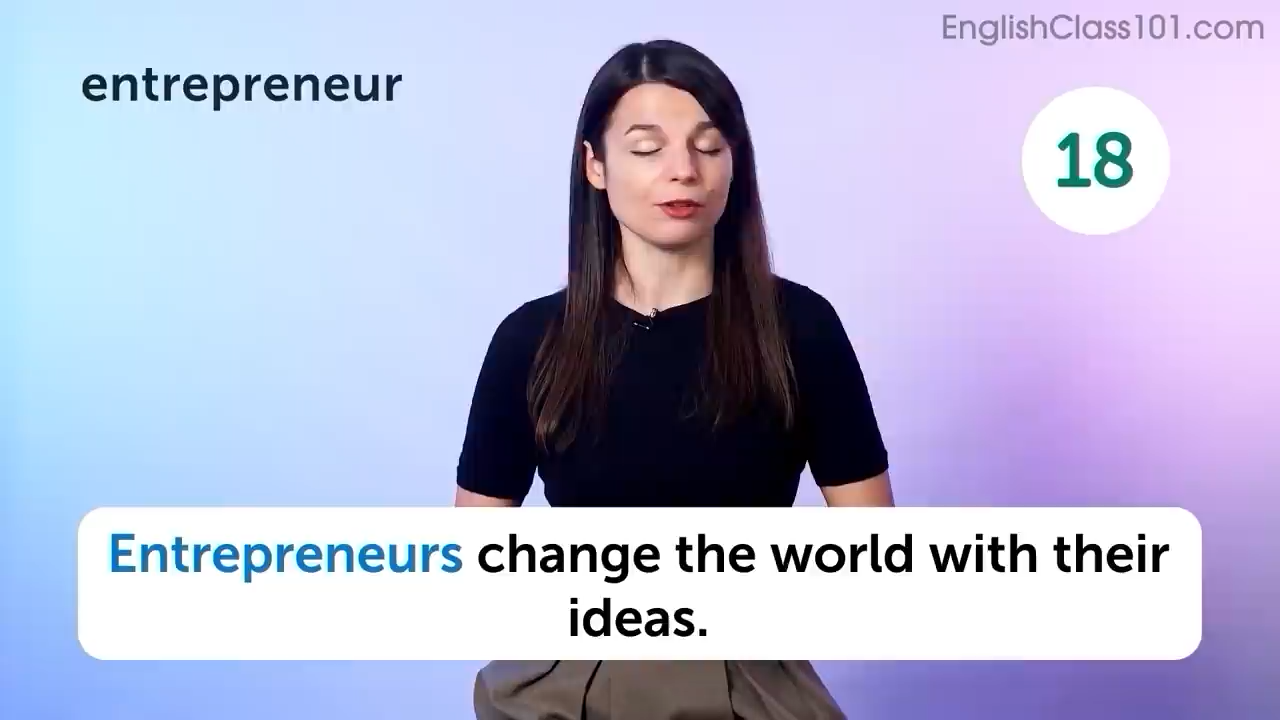 EnglishClass101.com
entrepreneur
18
Entrepreneurs change the world with their
ideas.